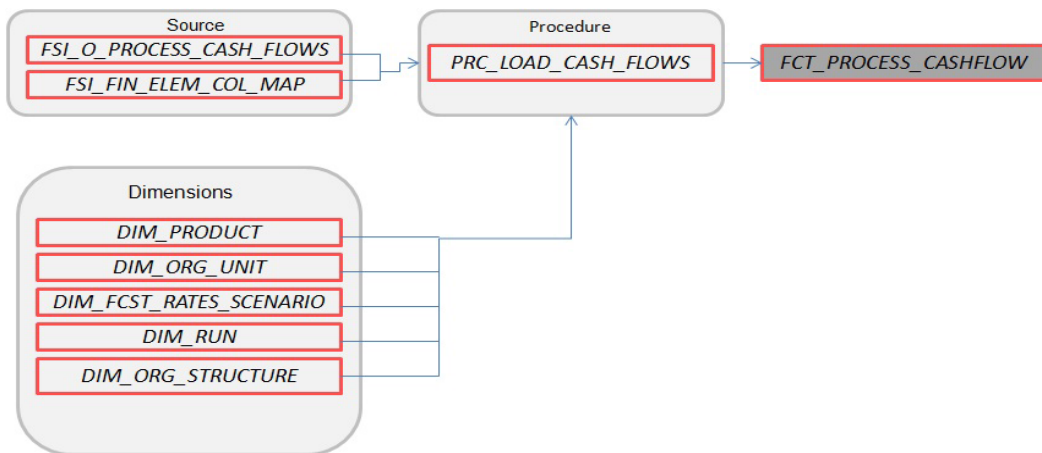 Source
FSI_O_PROCESS_CASH_FLOWS
FSI_FIN_ELEM_COL_MAP
Procedure
PRC_LOAD_CASH_FLOWS
FCT_PROCESS_CASHFLOW
Dimensions
DIM_PRODUCT
DIM_ORG_UNIT
DIM_FCST_RATES_SCENARIO
DIM_RUN
DIM_ORG_STRUCTURE